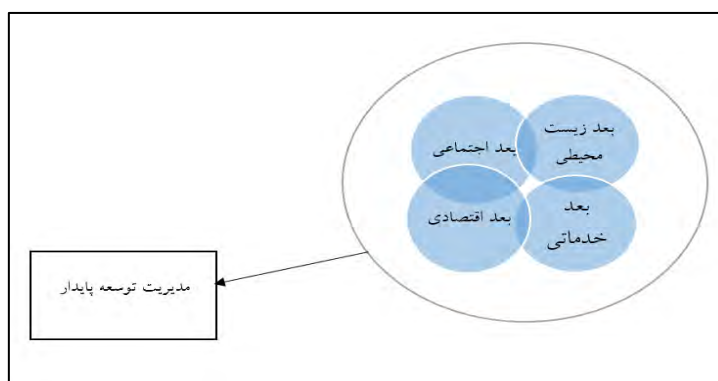 بعد زیست
محیطی
بعد اجتماعی
بعد
خدماتی
بعد اقتصادی
مدیریت توسعه پایدار